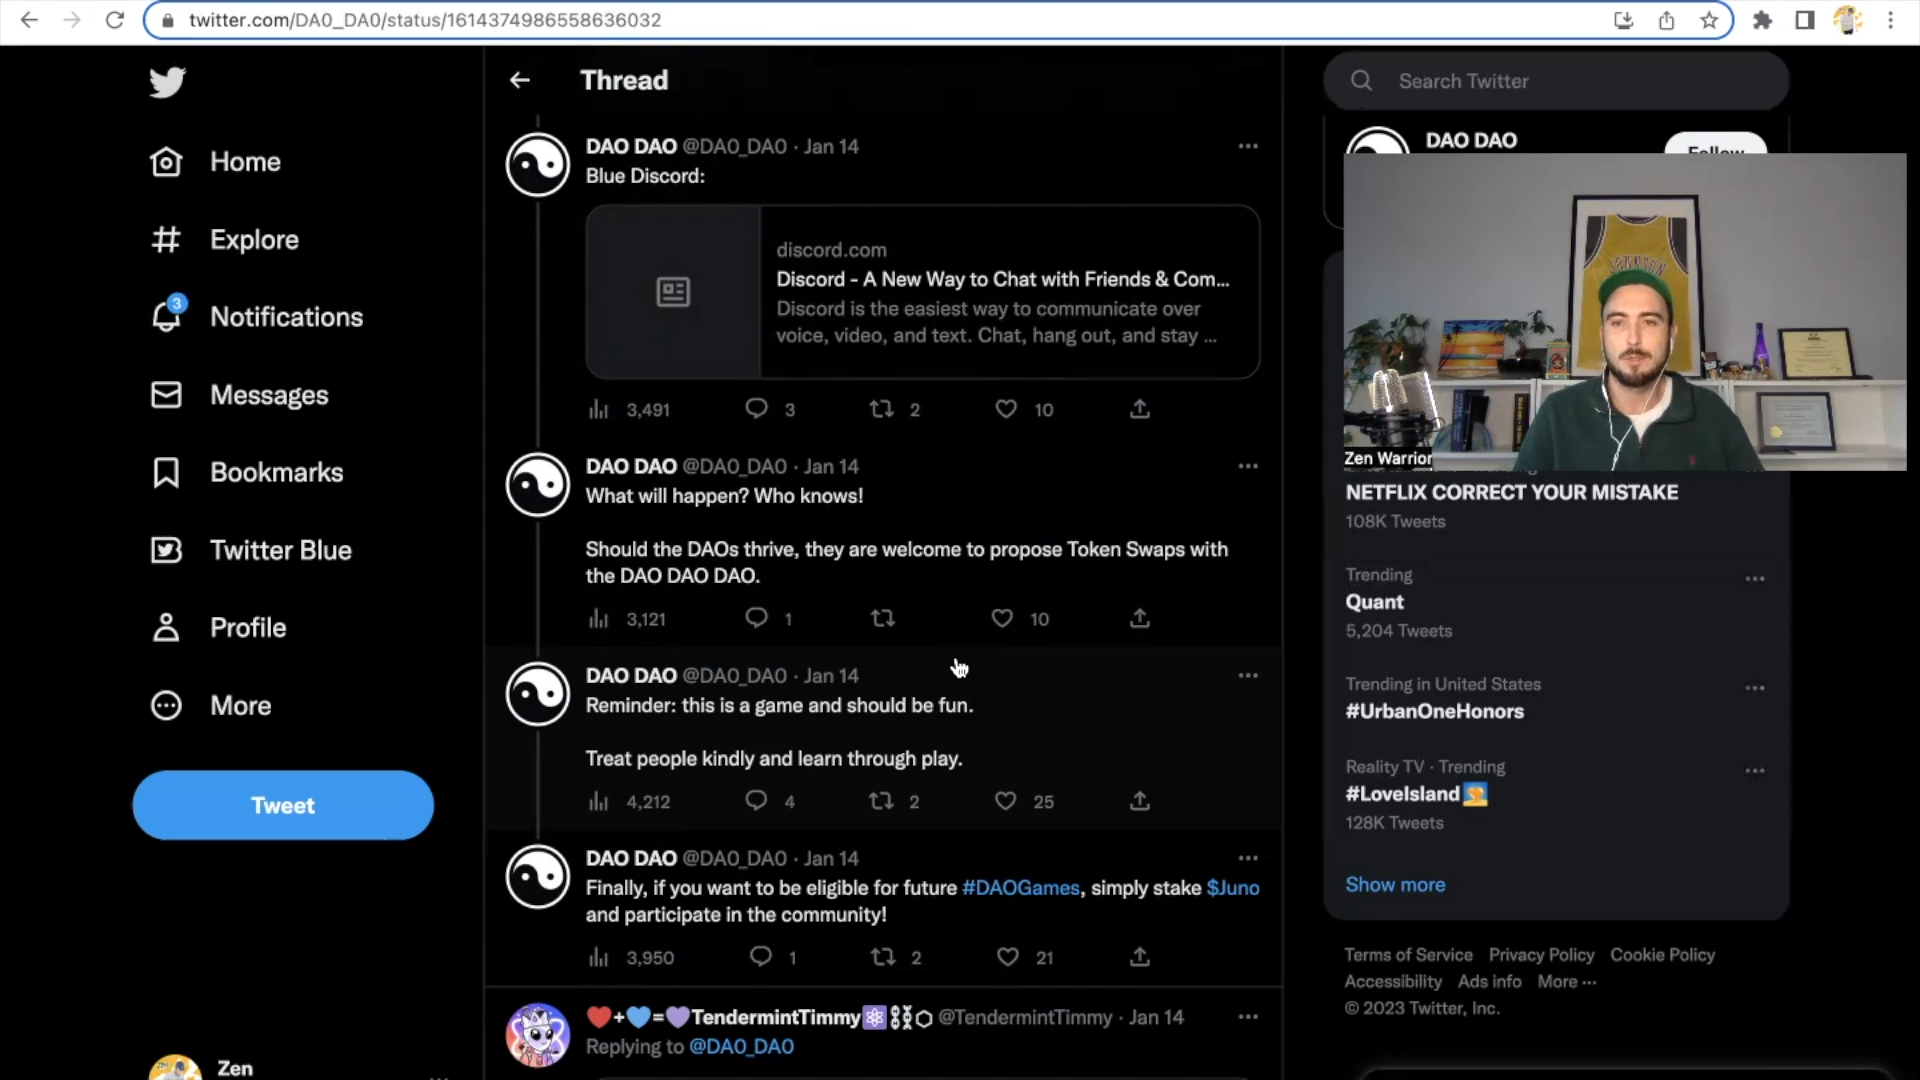 twitter.com/DA0_DA0/status/1614374986558636032
Thread
Search Twitter
Home
Explore
3
Notifications
Messages
Bookmarks
Twitter Blue
Profile
More
Tweet
Zen
DAO DAO @DA0_DA0 · Jan 14
Blue Discord:
discord.com
Discord - A New Way to Chat with Friends & Com...
Discord is the easiest way to communicate over
voice, video, and text. Chat, hang out, and stay ...
3,491 3 2 10
DAO DAO @DA0_DA0 · Jan 14
What will happen? Who knows!
Should the DAOs thrive, they are welcome to propose Token Swaps with
the DAO DAO DAO.
3,121 1 10
DAO DAO @DA0_DA0 · Jan 14
Reminder: this is a game and should be fun.
Treat people kindly and learn through play.
4,212 4 2 25
DAO DAO @DA0_DA0 · Jan 14
Finally, if you want to be eligible for future #DAOGames, simply stake $Juno
and participate in the community!
3,950 1 2 21
❤️+💙=💜TendermintTimmy⚛️⛓⬡ @TendermintTimmy · Jan 14
Replying to @DA0_DA0
DAO DAO
Follow
JOHNSON
Zen Warrior
NETFLIX CORRECT YOUR MISTAKE
108K Tweets
Trending
Quant
5,204 Tweets
Trending in United States
#UrbanOneHonors
Reality TV · Trending
#LoveIsland
128K Tweets
Show more
Terms of Service Privacy Policy Cookie Policy
Accessibility Ads info More ···
© 2023 Twitter, Inc.